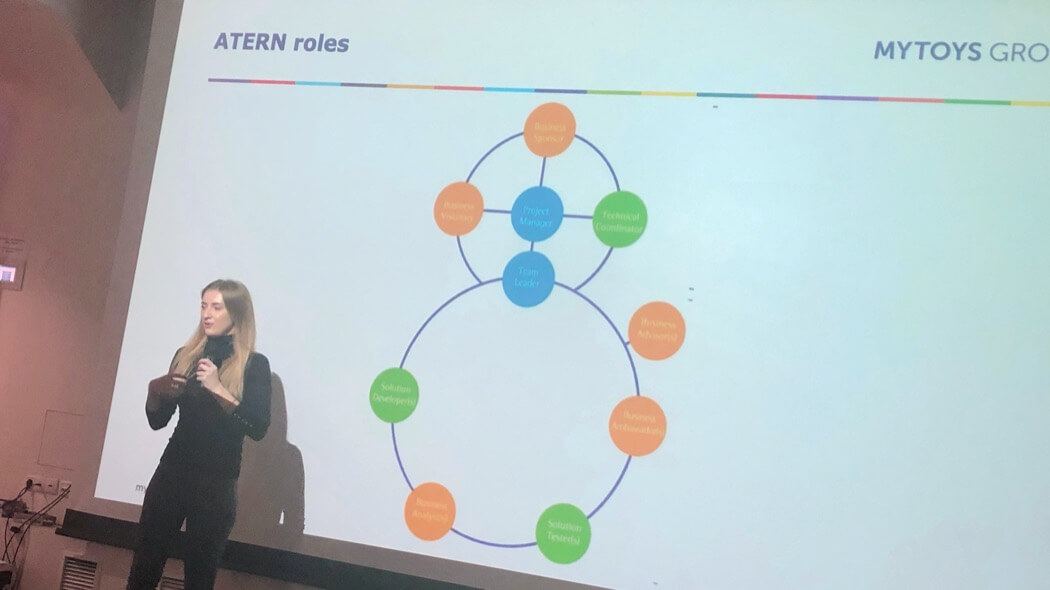 ATERN roles
MYTOYS GRO
Business
Sponsor
Business
Visionary
Project
Manager
Technical
Coordinator
Team
Leader
Business
Advisor(s)
Solution
Developer(s)
Business
Ambassador(s)
Business
Analyst(s)
Solution
Tester(s)
my